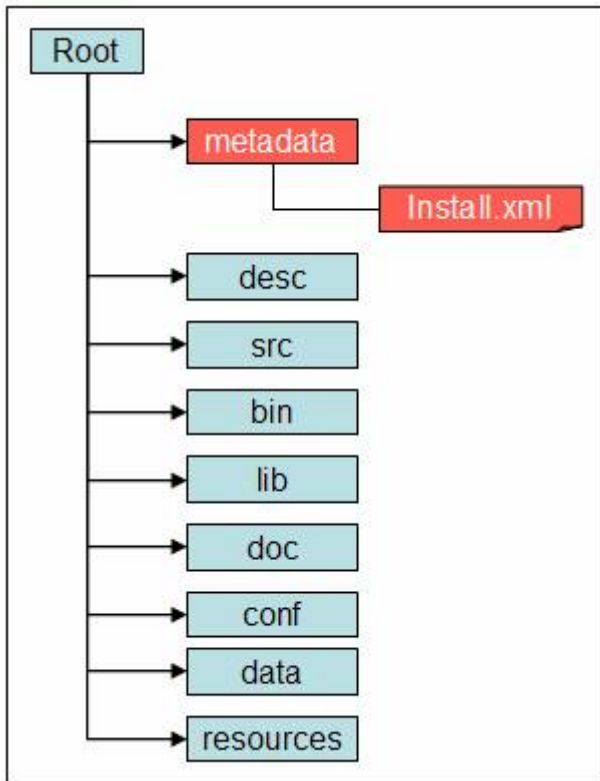 Root
metadata
Install.xml
desc
src
bin
lib
doc
conf
data
resources